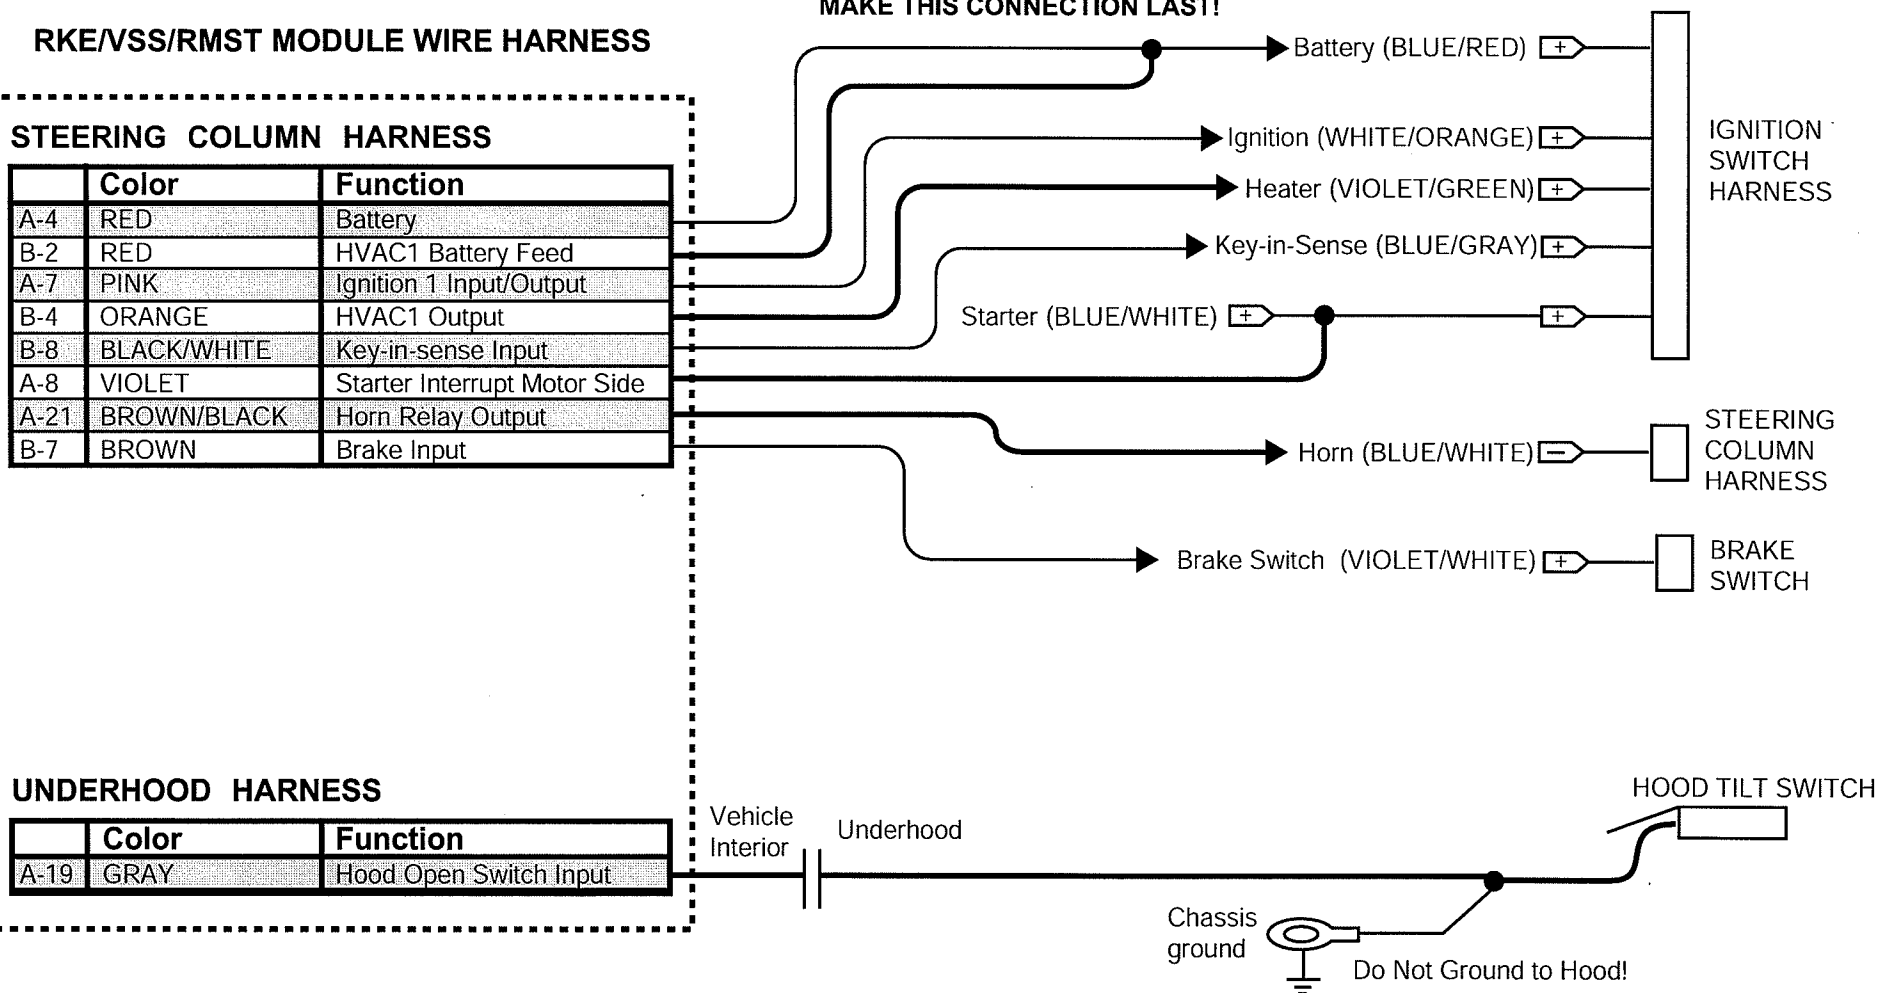 MAKE THIS CONNECTION LAST!
RKE/VSS/RMST MODULE WIRE HARNESS
STEERING COLUMN HARNESS
Color Function
A-4 RED Battery
B-2 RED HVAC1 Battery Feed
A-7 PINK Ignition 1 Input/Output
B-4 ORANGE HVAC1 Output
B-8 BLACK/WHITE Key-in-sense Input
A-8 VIOLET Starter Interrupt Motor Side
A-21 BROWN/BLACK Horn Relay Output
B-7 BROWN Brake Input
Battery (BLUE/RED) +
Ignition (WHITE/ORANGE) +
Heater (VIOLET/GREEN) +
Key-in-Sense (BLUE/GRAY) +
Starter (BLUE/WHITE) + +
IGNITION
SWITCH
HARNESS
Horn (BLUE/WHITE) −
STEERING
COLUMN
HARNESS
Brake Switch (VIOLET/WHITE) +
BRAKE
SWITCH
UNDERHOOD HARNESS
Color Function
A-19 GRAY Hood Open Switch Input
Vehicle
Interior
Underhood
HOOD TILT SWITCH
Chassis
ground
Do Not Ground to Hood!